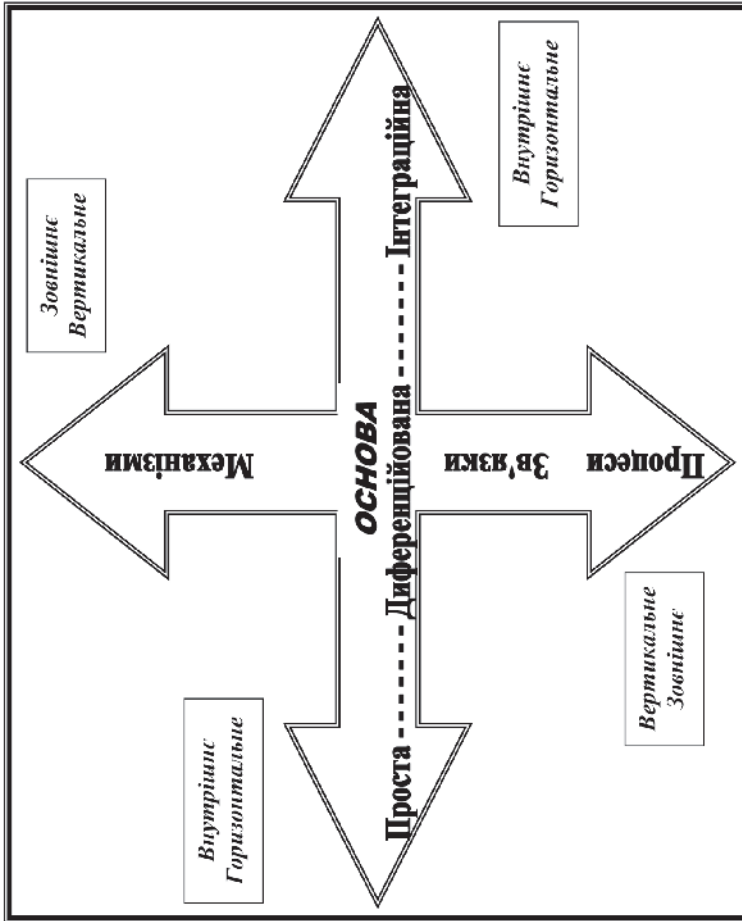 Зовнішнє
Вертикальне
Внутрішнє
Горизонтальне
Механізми
ОСНОВА
Проста ------- Диференційована -------- Інтеграційна
Зв'язки
Процеси
Внутрішнє
Горизонтальне
Вертикальне
Зовнішнє